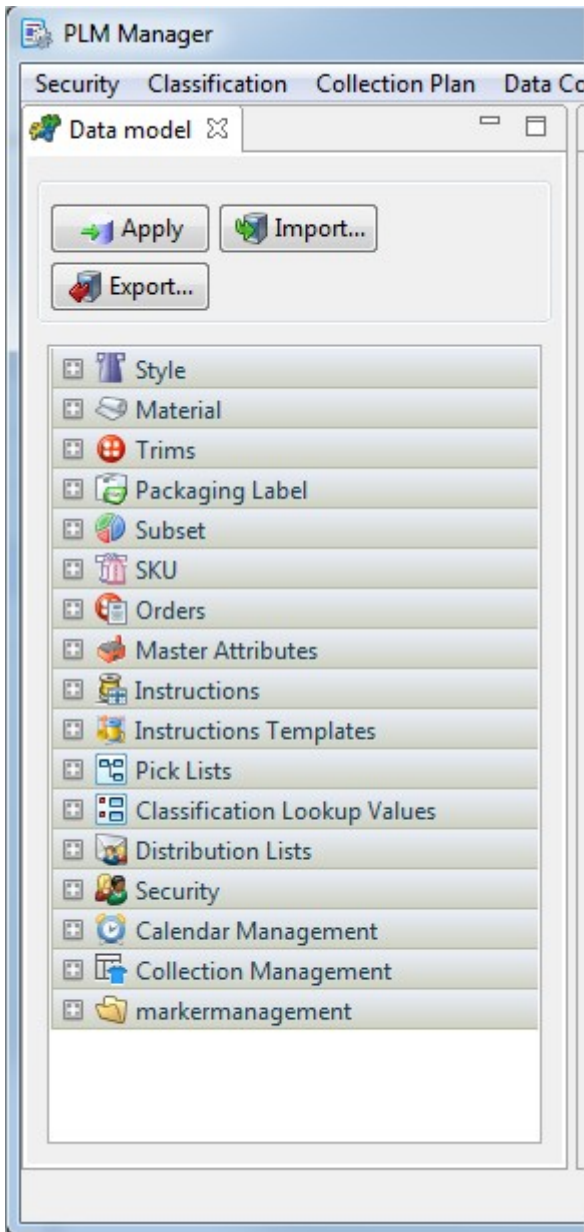 PLM Manager
Security Classification Collection Plan Data Co
Data model
Apply Import...
Export...
Style
Material
Trims
Packaging Label
Subset
SKU
Orders
Master Attributes
Instructions
Instructions Templates
Pick Lists
Classification Lookup Values
Distribution Lists
Security
Calendar Management
Collection Management
markermanagement